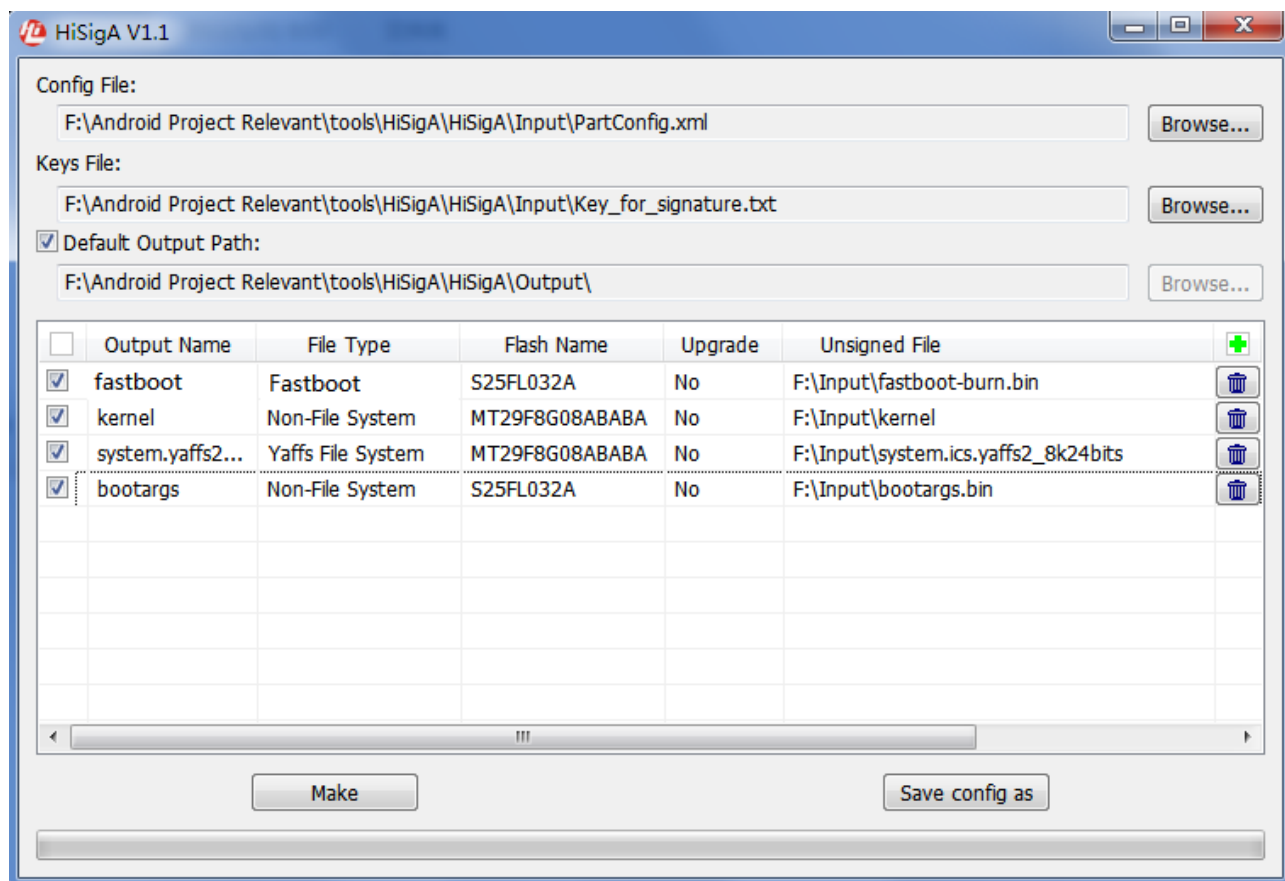 HiSigA V1.1
Config File:
F:\Android Project Relevant\tools\HiSigA\HiSigA\Input\PartConfig.xml Browse...
Keys File:
F:\Android Project Relevant\tools\HiSigA\HiSigA\Input\Key_for_signature.txt Browse...
Default Output Path:
F:\Android Project Relevant\tools\HiSigA\HiSigA\Output\ Browse...
Output Name File Type Flash Name Upgrade Unsigned File
fastboot Fastboot S25FL032A No F:\Input\fastboot-burn.bin
kernel Non-File System MT29F8G08ABABA No F:\Input\kernel
system.yaffs2... Yaffs File System MT29F8G08ABABA No F:\Input\system.ics.yaffs2_8k24bits
bootargs Non-File System S25FL032A No F:\Input\bootargs.bin
Make Save config as